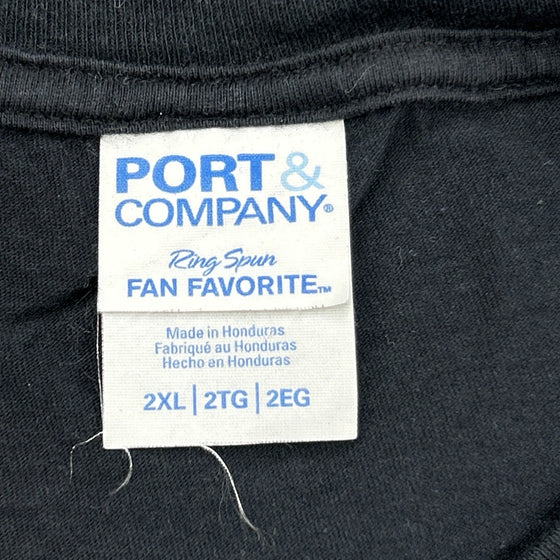 PORT &
COMPANY®
Ring Spun
FAN FAVORITE™
Made in Honduras
Fabriqué au Honduras
Hecho en Honduras
2XL | 2TG | 2EG